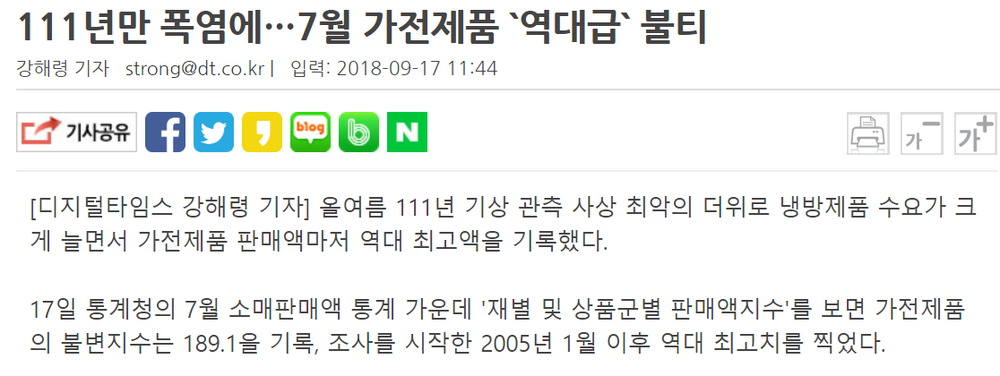 111년만 폭염에…7월 가전제품 `역대급` 불티
강해령 기자 strong@dt.co.kr | 입력: 2018-09-17 11:44
기사공유 blog b N 가- 가+
[디지털타임스 강해령 기자] 올여름 111년 기상 관측 사상 최악의 더위로 냉방제품 수요가 크
게 늘면서 가전제품 판매액마저 역대 최고액을 기록했다.
17일 통계청의 7월 소매판매액 통계 가운데 '재별 및 상품군별 판매액지수'를 보면 가전제품
의 불변지수는 189.1을 기록, 조사를 시작한 2005년 1월 이후 역대 최고치를 찍었다.